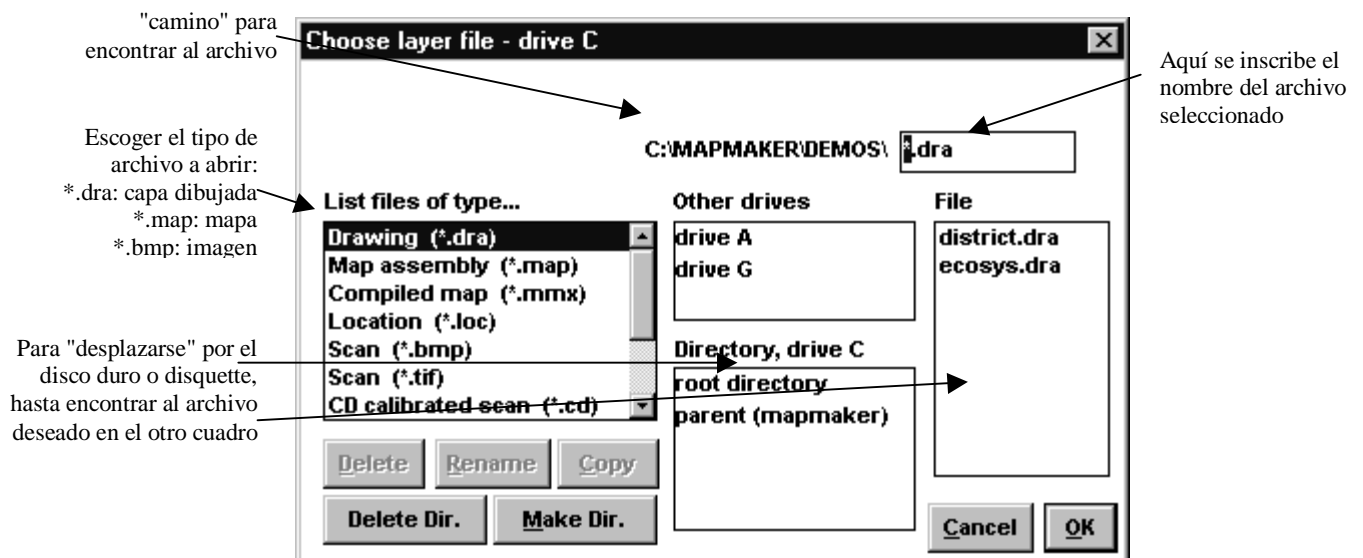 "camino" para
encontrar al archivo
Choose layer file - drive C
Aquí se inscribe el
nombre del archivo
seleccionado
C:\MAPMAKER\DEMOS\ *.dra
Escoger el tipo de
archivo a abrir:
*.dra: capa dibujada
*.map: mapa
*.bmp: imagen
List files of type...
Drawing (*.dra)
Map assembly (*.map)
Compiled map (*.mmx)
Location (*.loc)
Scan (*.bmp)
Scan (*.tif)
CD calibrated scan (*.cd)
Other drives
drive A
drive G
File
district.dra
ecosys.dra
Para "desplazarse" por el
disco duro o disquette,
hasta encontrar al archivo
deseado en el otro cuadro
Directory, drive C
root directory
parent (mapmaker)
Delete
Rename
Copy
Delete Dir.
Make Dir.
Cancel
OK